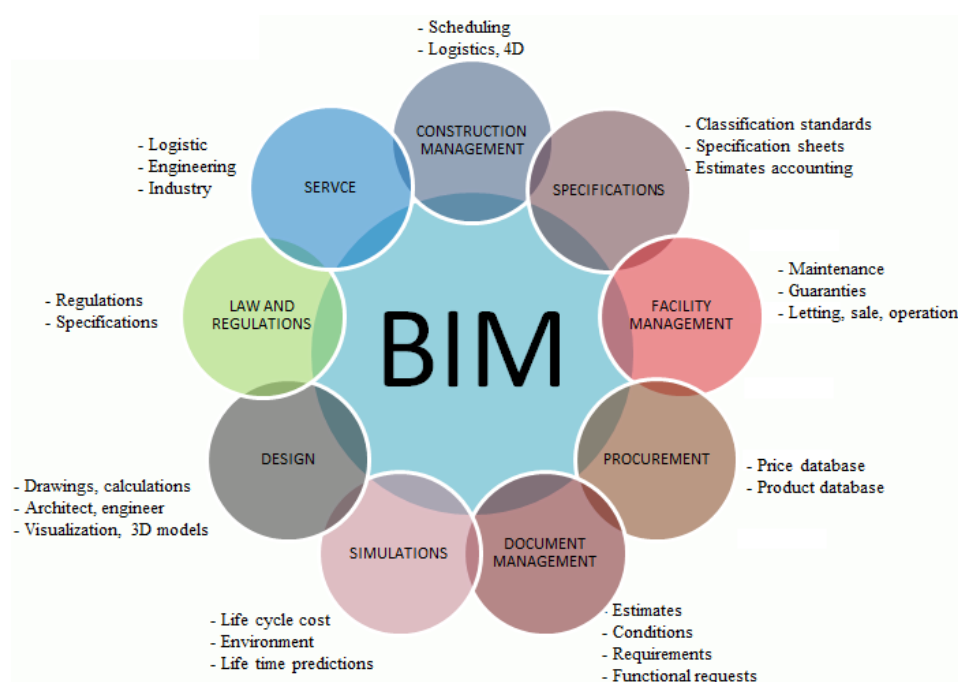 - Scheduling
- Logistics, 4D
CONSTRUCTION
MANAGEMENT
- Classification standards
- Specification sheets
- Estimates accounting
SPECIFICATIONS
- Logistic
- Engineering
- Industry
SERVCE
- Maintenance
- Guaranties
- Letting, sale, operation
FACILITY
MANAGEMENT
- Regulations
- Specifications
LAW AND
REGULATIONS
BIM
DESIGN
- Drawings, calculations
- Architect, engineer
- Visualization, 3D models
PROCUREMENT
- Price database
- Product database
SIMULATIONS
- Life cycle cost
- Environment
- Life time predictions
DOCUMENT
MANAGEMENT
- Estimates
- Conditions
- Requirements
- Functional requests